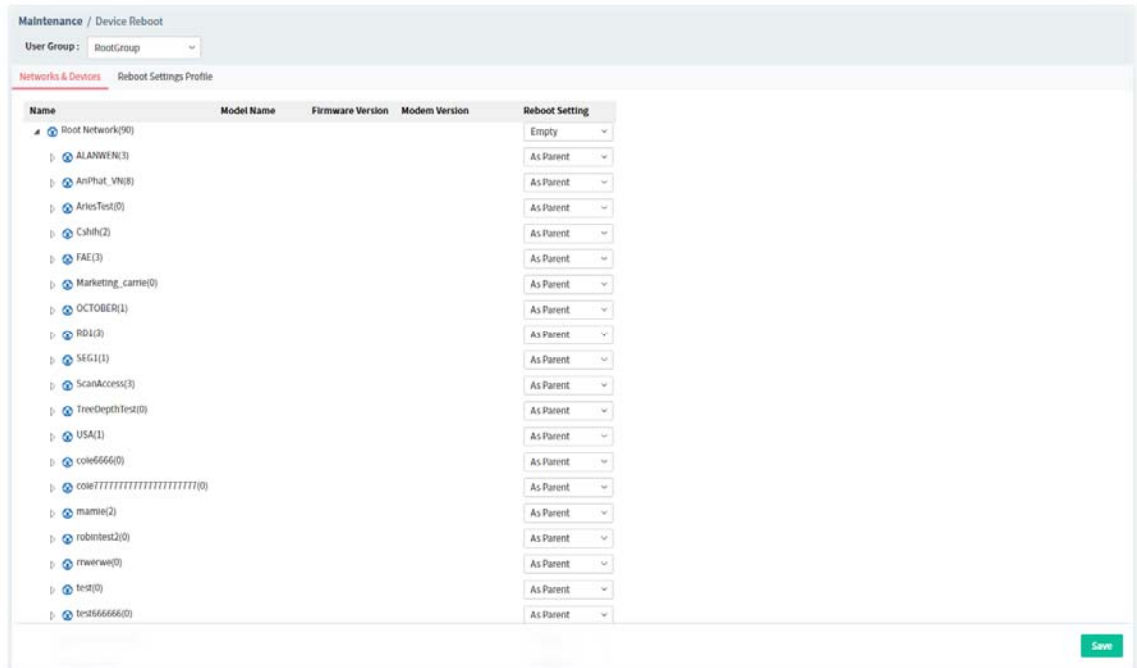 Maintenance / Device Reboot
User Group : RootGroup
Networks & Devices Reboot Settings Profile
Name Model Name Firmware Version Modem Version Reboot Setting
Root Network(90) Empty
ALANWEN(3) As Parent
AnPhat_VN(8) As Parent
AriesTest(0) As Parent
Cshih(2) As Parent
FAE(3) As Parent
Marketing_carrie(0) As Parent
OCTOBER(1) As Parent
RD1(3) As Parent
SEG1(1) As Parent
ScanAccess(3) As Parent
TreeDepthTest(0) As Parent
USA(1) As Parent
cole6666(0) As Parent
As Parent
mamie(2) As Parent
robintest2(0) As Parent
rrwerwe(0) As Parent
test(0) As Parent
test666666(0) As Parent
Save